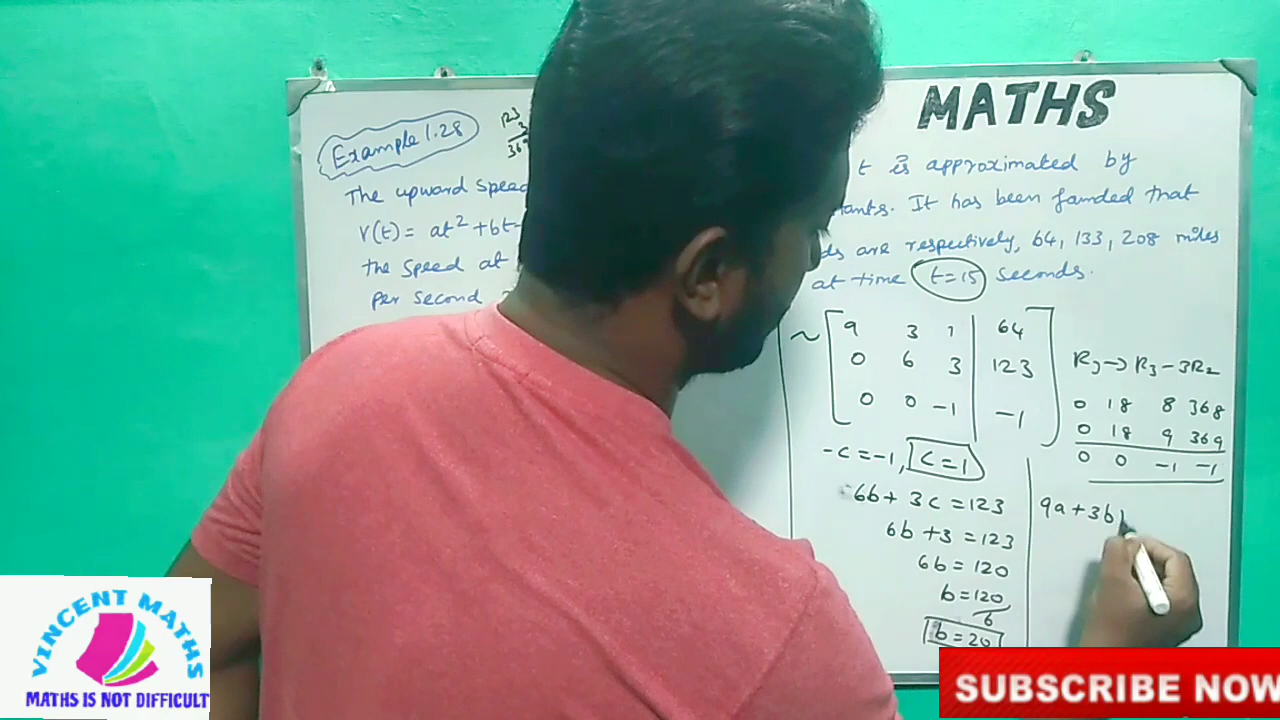 MATHS
Example 1.28
123
3
369
The upward speed
t is approximated by
V(t) = at² + bt -
It has been founded that
the speed at
are respectively, 64, 133, 208 miles
per second
at time t=15 seconds.
~ 9 3 1 64
0 6 3 123
0 0 -1 -1
R3 → R3 - 3R2
0 18 8 368
0 18 9 369
0 0 -1 -1
-c = -1, c = 1
6b + 3c = 123
6b + 3 = 123
6b = 120
b = 120
6
b = 20
9a + 3b
VINCENT MATHS
MATHS IS NOT DIFFICULT
SUBSCRIBE NOW